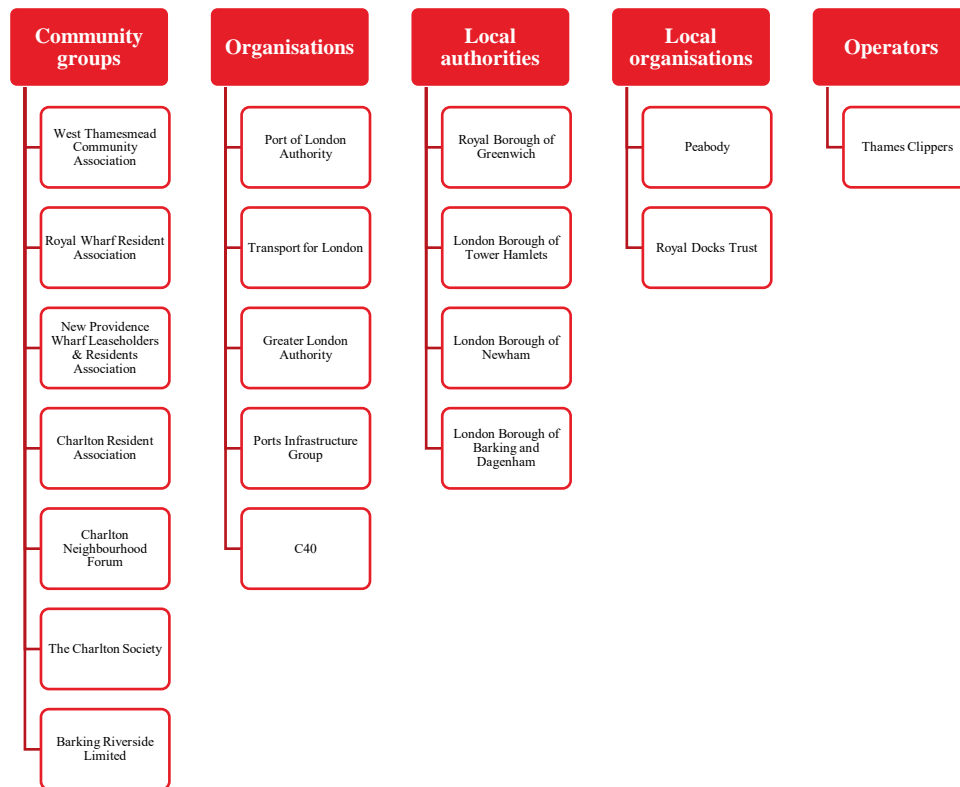 Community
groups
West Thamesmead
Community
Association
Royal Wharf Resident
Association
New Providence
Wharf Leaseholders
& Residents
Association
Charlton Resident
Association
Charlton
Neighbourhood
Forum
The Charlton Society
Barking Riverside
Limited
Organisations
Port of London
Authority
Transport for London
Greater London
Authority
Ports Infrastructure
Group
C40
Local
authorities
Royal Borough of
Greenwich
London Borough of
Tower Hamlets
London Borough of
Newham
London Borough of
Barking and
Dagenham
Local
organisations
Peabody
Royal Docks Trust
Operators
Thames Clippers